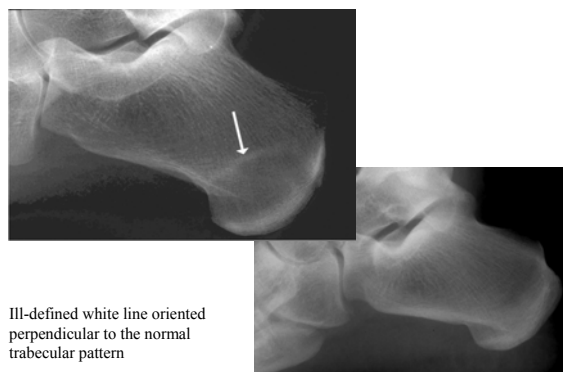 Ill-defined white line oriented
perpendicular to the normal
trabecular pattern